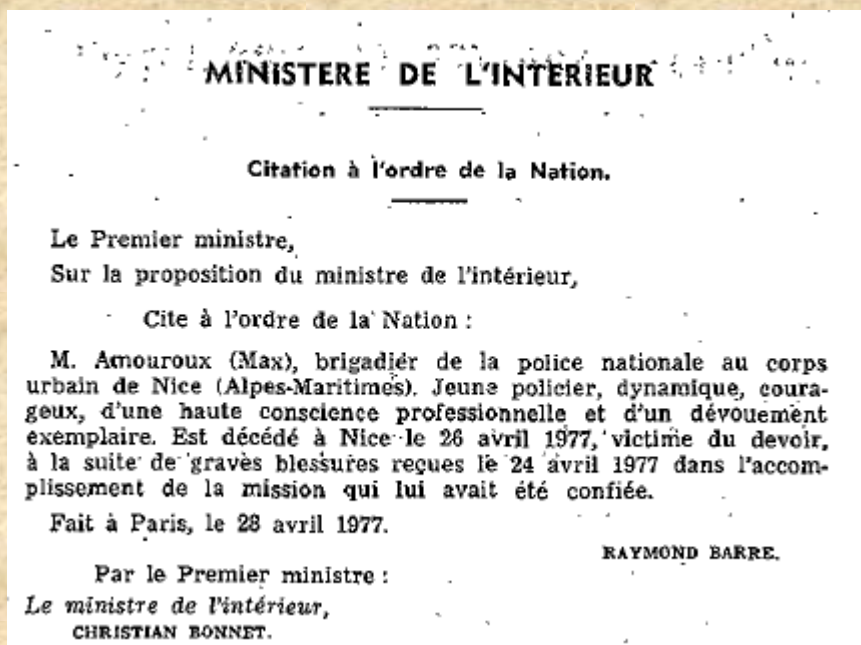 MINISTERE DE L'INTERIEUR
Citation à l'ordre de la Nation.
Le Premier ministre,
Sur la proposition du ministre de l'intérieur,
Cite à l'ordre de la Nation :
M. Amouroux (Max), brigadier de la police nationale au corps
urbain de Nice (Alpes-Maritimes). Jeune policier, dynamique, coura-
geux, d'une haute conscience professionnelle et d'un dévouement
exemplaire. Est décédé à Nice le 26 avril 1977, victime du devoir,
à la suite de graves blessures reçues le 24 avril 1977 dans l'accom-
plissement de la mission qui lui avait été confiée.
Fait à Paris, le 28 avril 1977.
RAYMOND BARRE.
Par le Premier ministre :
Le ministre de l'intérieur,
CHRISTIAN BONNET.